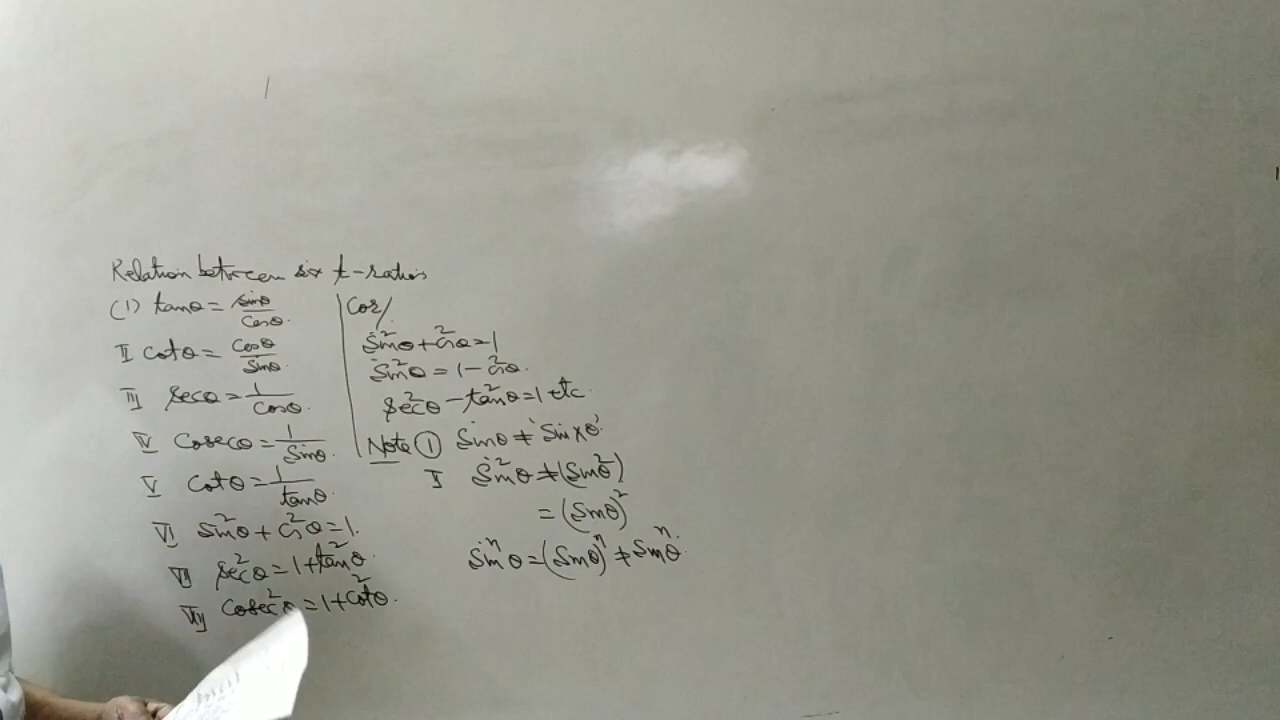 Relation between six t-ratios
(1) tanθ = sinθ/cosθ.
II cotθ = cosθ/sinθ.
III secθ = 1/cosθ.
IV cosecθ = 1/sinθ.
V cotθ = 1/tanθ.
VI sin²θ + cos²θ = 1.
VII sec²θ = 1 + tan²θ.
VIII cosec²θ = 1 + cot²θ.
Cor/
sin²θ + cos²θ = 1
sin²θ = 1 - cos²θ.
sec²θ - tan²θ = 1 etc.
Note (1) sinθ ≠ 'sin × θ'
II sin²θ ≠ (sinθ²)
= (sinθ)²
sinⁿθ = (sinθ)ⁿ ≠ sinθⁿ.